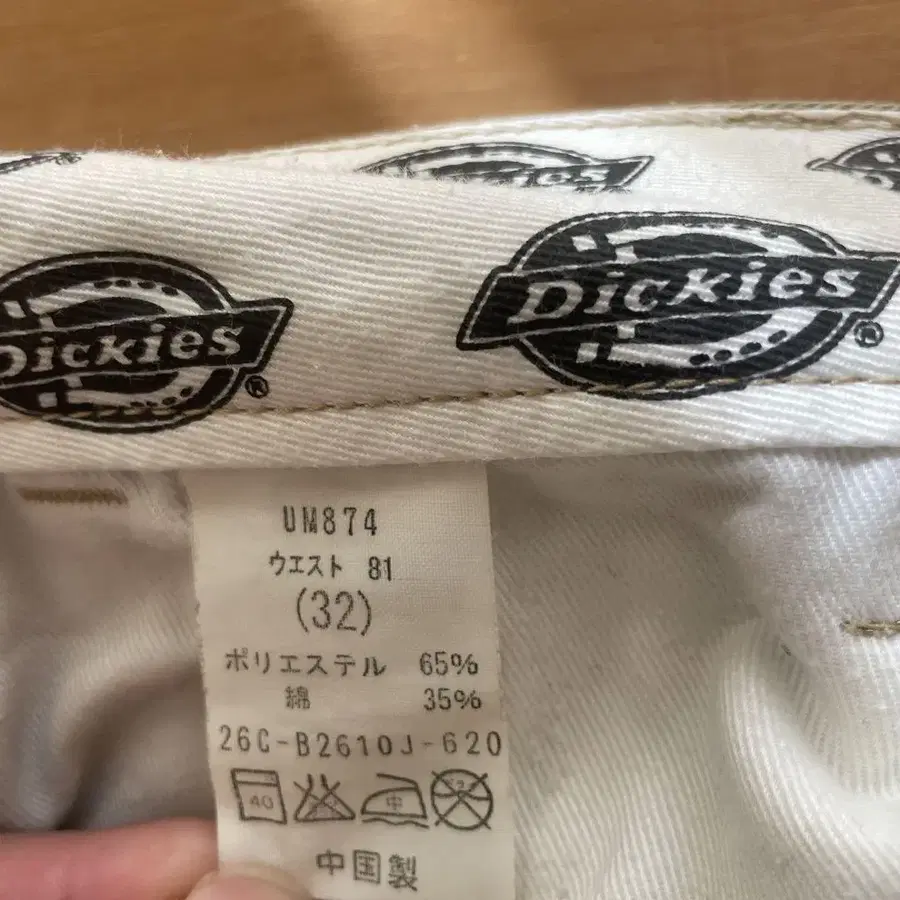 Dickies
Dickies
Dickies
UM874
ウエスト 81
(32)
ポリエステル 65%
綿 35%
26C-B2610J-620
40
中
中国製